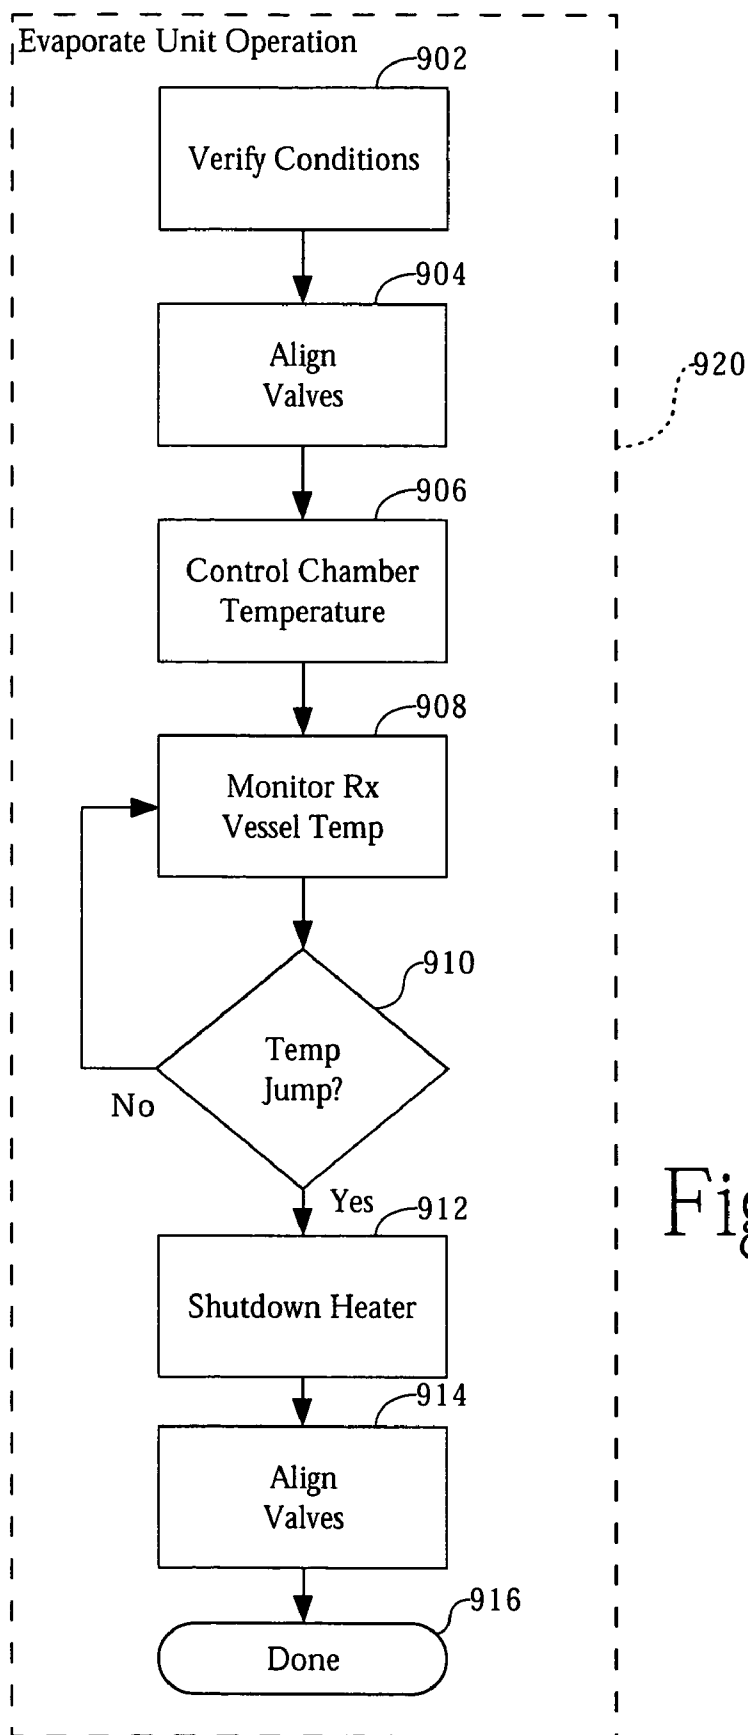 Evaporate Unit Operation
902
Verify Conditions
904
Align
Valves
920
906
Control Chamber
Temperature
908
Monitor Rx
Vessel Temp
910
Temp
Jump?
No
Yes
912
Shutdown Heater
914
Align
Valves
916
Done